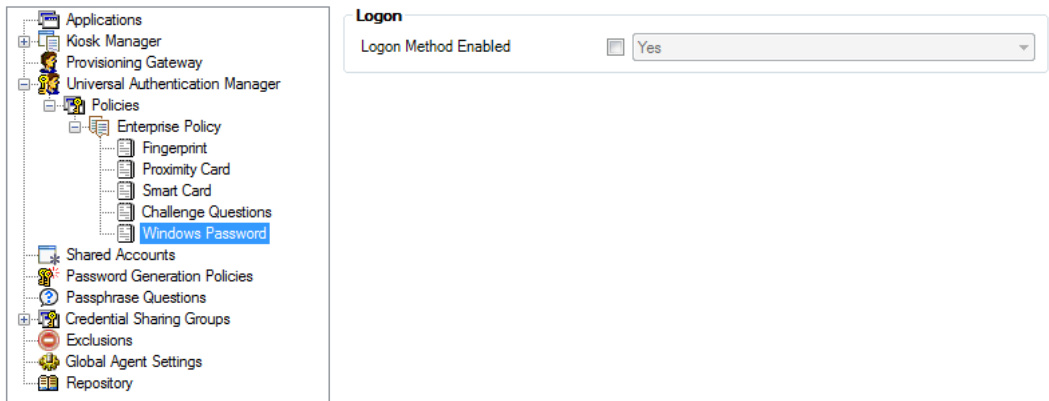 Applications
Kiosk Manager
Provisioning Gateway
Universal Authentication Manager
Policies
Enterprise Policy
Fingerprint
Proximity Card
Smart Card
Challenge Questions
Windows Password
Shared Accounts
Password Generation Policies
Passphrase Questions
Credential Sharing Groups
Exclusions
Global Agent Settings
Repository
Logon
Logon Method Enabled Yes